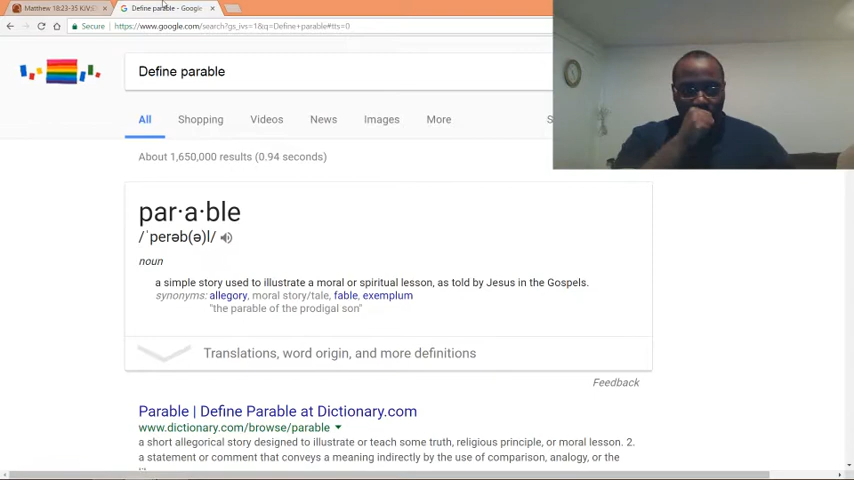 Matthew 18:23-35 KJV;
Define parable - Google
Secure
https://www.google.com/search?gs_ivs=1&q=Define+parable#tts=0
Define parable
All Shopping Videos News Images More S
About 1,650,000 results (0.94 seconds)
par·a·ble
/ˈperəb(ə)l/
noun
a simple story used to illustrate a moral or spiritual lesson, as told by Jesus in the Gospels.
synonyms: allegory, moral story/tale, fable, exemplum
"the parable of the prodigal son"
Translations, word origin, and more definitions
Feedback
Parable | Define Parable at Dictionary.com
www.dictionary.com/browse/parable
a short allegorical story designed to illustrate or teach some truth, religious principle, or moral lesson. 2.
a statement or comment that conveys a meaning indirectly by the use of comparison, analogy, or the